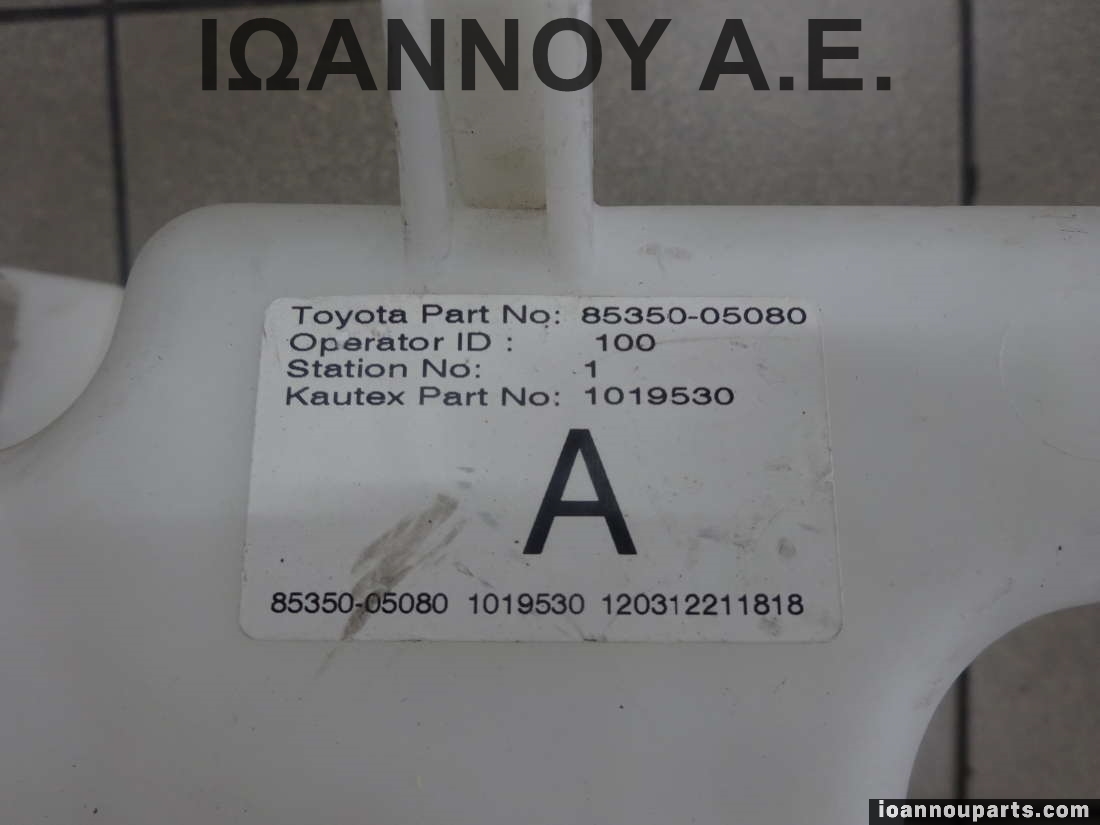 ΙΩΑΝΝΟΥ Α.Ε.
Toyota Part No: 85350-05080
Operator ID : 100
Station No: 1
Kautex Part No: 1019530
A
85350-05080 1019530 120312211818
ioannouparts.com